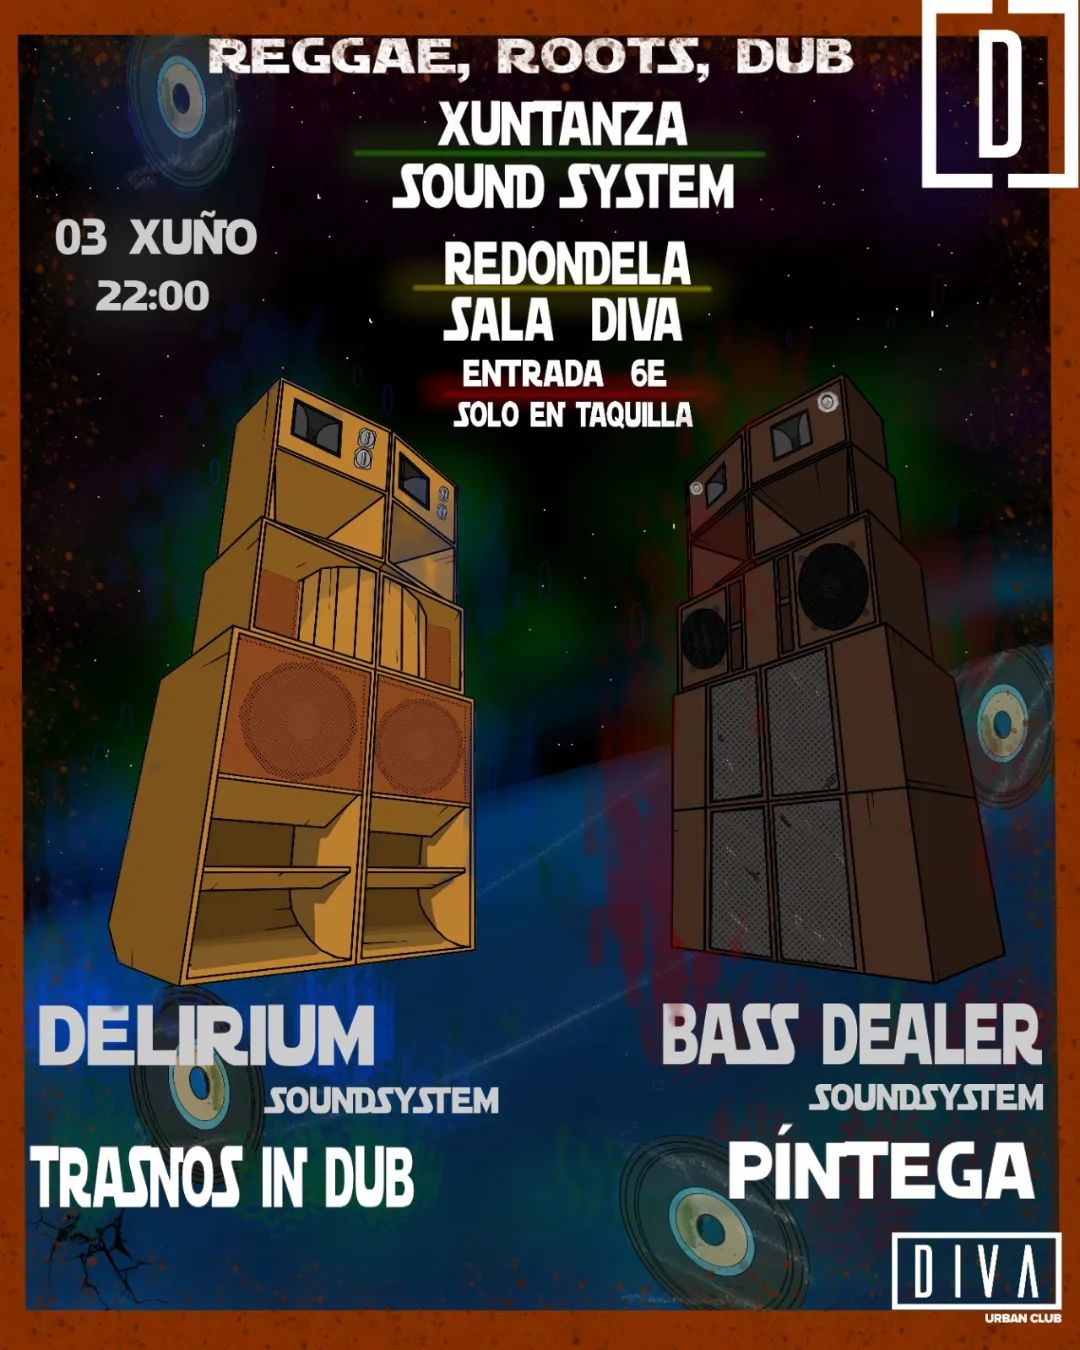 REGGAE, ROOTS, DUB
D
XUNTANZA
SOUND SYSTEM
03 XUÑO
22:00
REDONDELA
SALA DIVA
ENTRADA 6E
SOLO EN TAQUILLA
DELIRIUM
SOUNDSYSTEM
TRASNOS IN DUB
BASS DEALER
SOUNDSYSTEM
PÍNTEGA
DIVA
URBAN CLUB